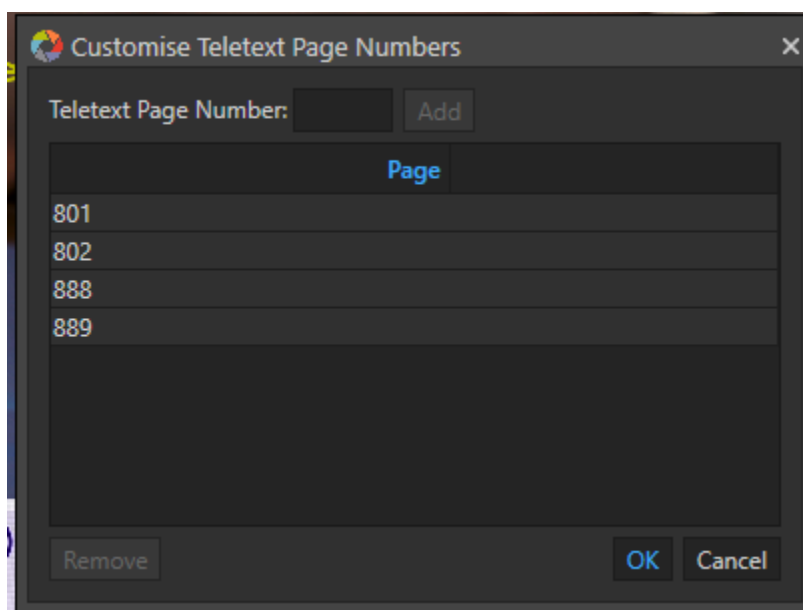 Customise Teletext Page Numbers
Teletext Page Number: Add
Page
801
802
888
889
Remove OK Cancel